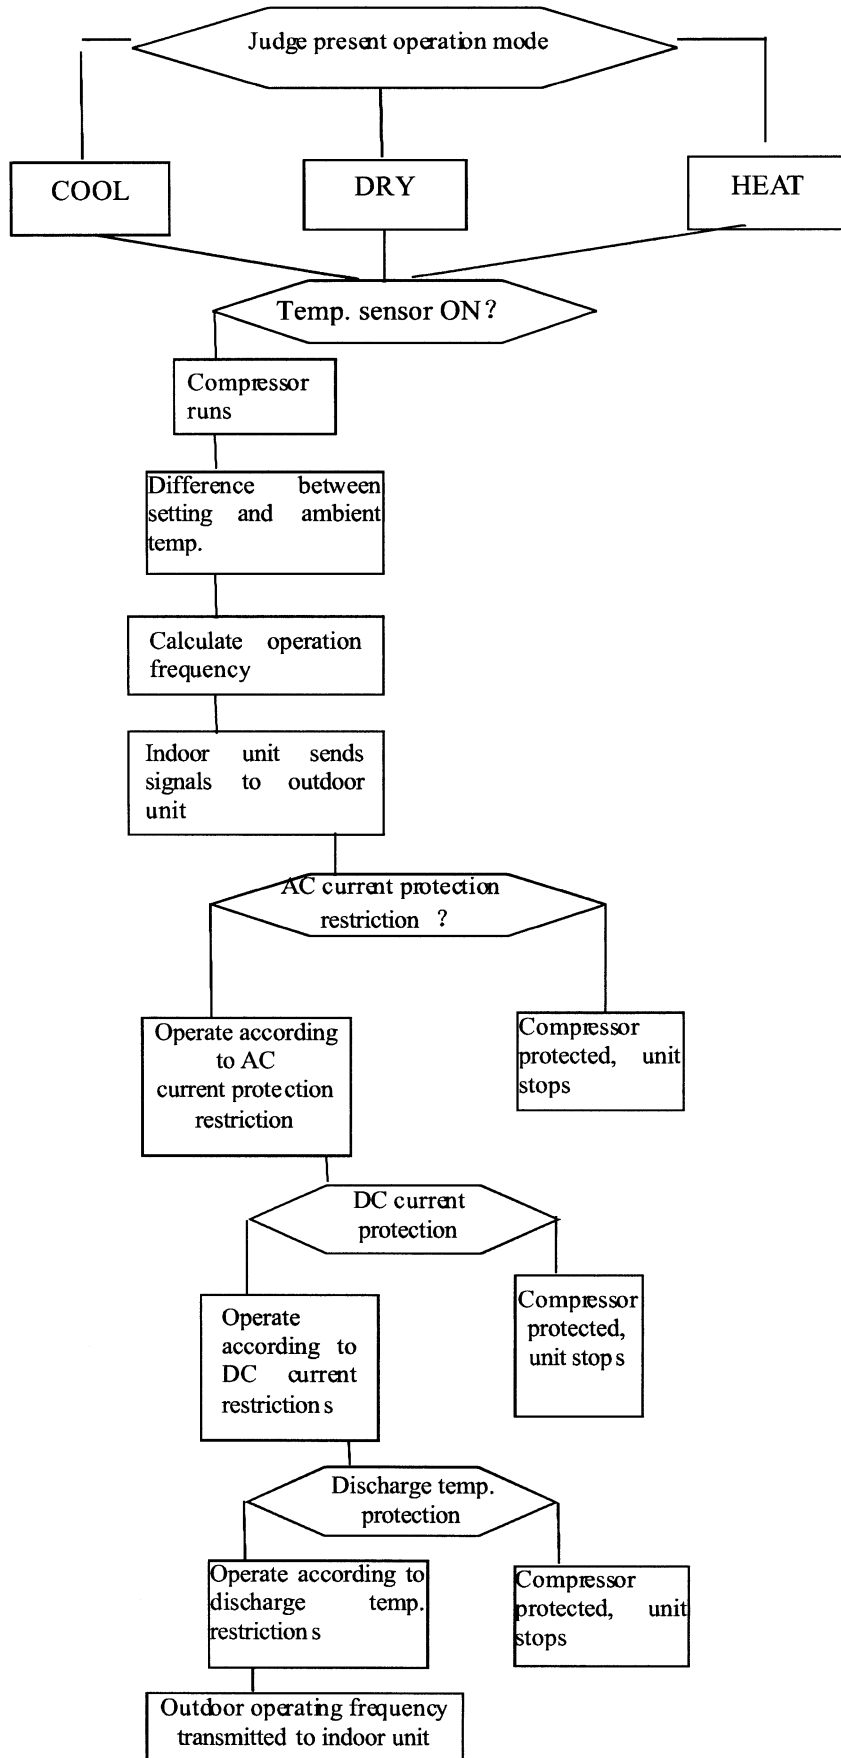 Judge present operation mode
COOL
DRY
HEAT
Temp. sensor ON?
Compressor
runs
Difference between
setting and ambient
temp.
Calculate operation
frequency
Indoor unit sends
signals to outdoor
unit
AC current protection
restriction ?
Operate according
to AC
current protection
restriction
Compressor
protected, unit
stops
DC current
protection
Operate
according to
DC current
restrictions
Compressor
protected,
unit stops
Discharge temp.
protection
Operate according to
discharge temp.
restrictions
Compressor
protected, unit
stops
Outdoor operating frequency
transmitted to indoor unit